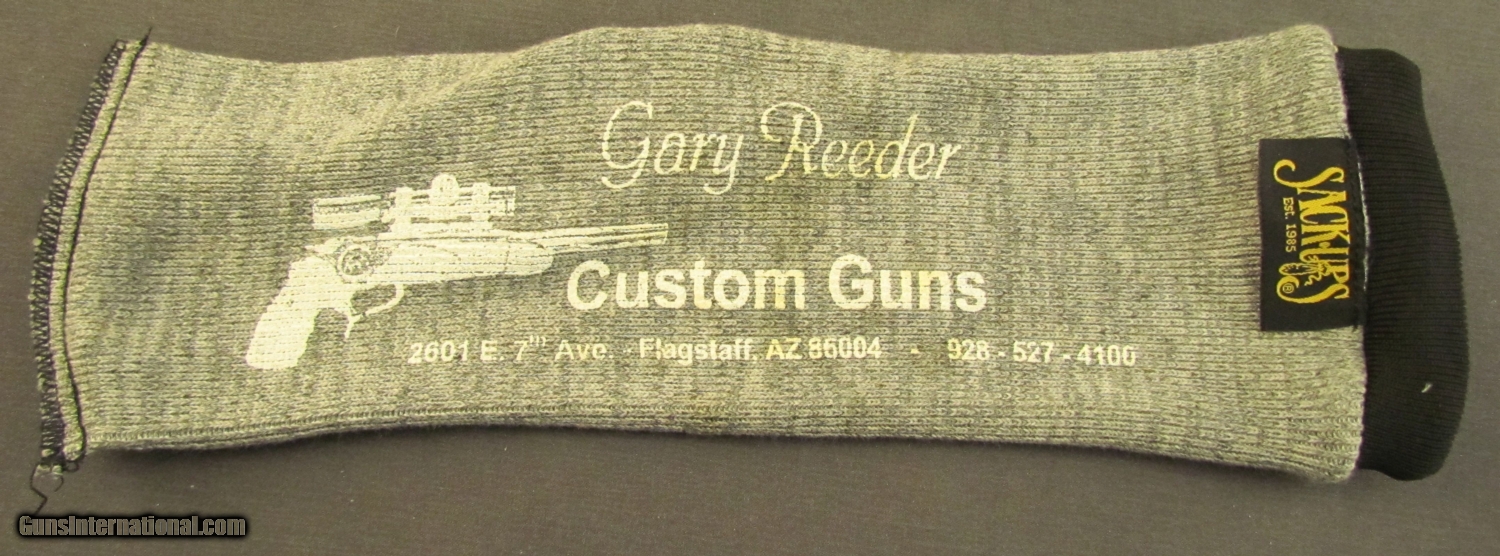 Gary Reeder
Custom Guns
2601 E. 7th Ave. - Flagstaff, AZ 86004 - 928 - 527 - 4100
SACK-UPS
EST. 1985
®
GunsInternational.com